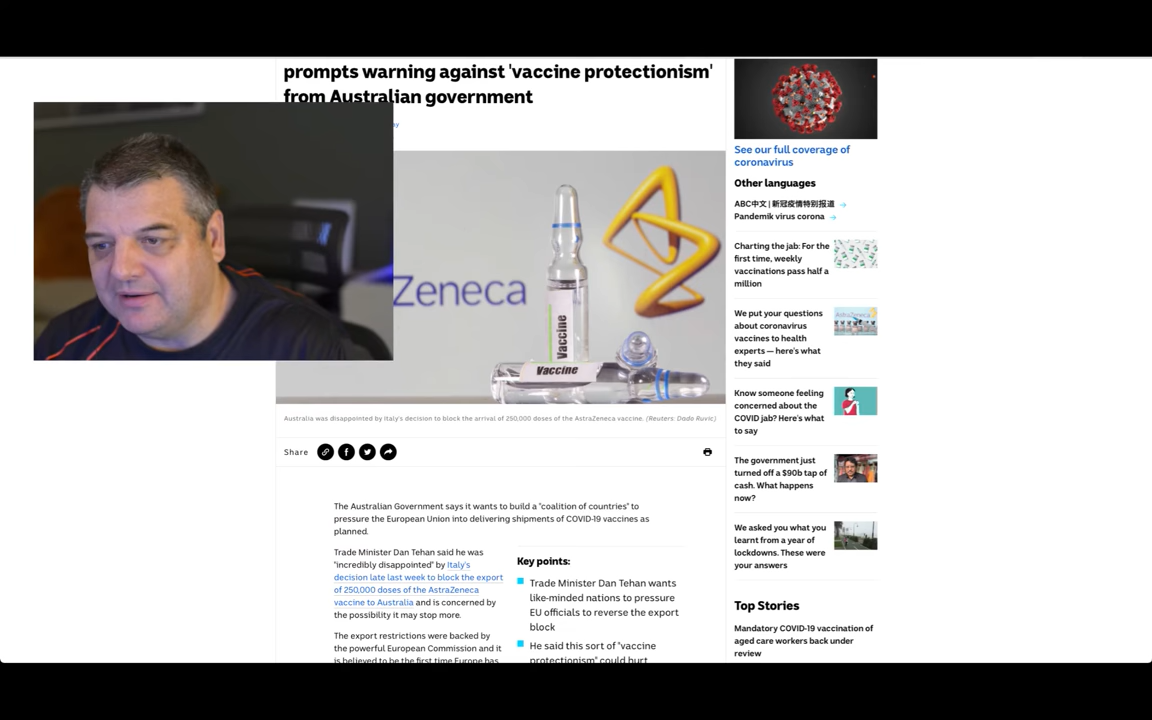 prompts warning against 'vaccine protectionism'
from Australian government
Zeneca
Vaccine
Vaccine
Australia was disappointed by Italy's decision to block the arrival of 250,000 doses of the AstraZeneca vaccine. (Reuters: Dado Ruvic)
Share
The Australian Government says it wants to build a "coalition of countries" to
pressure the European Union into delivering shipments of COVID-19 vaccines as
planned.
Trade Minister Dan Tehan said he was
"incredibly disappointed" by Italy's
decision late last week to block the export
of 250,000 doses of the AstraZeneca
vaccine to Australia and is concerned by
the possibility it may stop more.
The export restrictions were backed by
the powerful European Commission and it
is believed to be the first time Europe has
Key points:
Trade Minister Dan Tehan wants
like-minded nations to pressure
EU officials to reverse the export
block
He said this sort of "vaccine
protectionism" could hurt
See our full coverage of
coronavirus
Other languages
ABC中文 | 新冠疫情特别报道
Pandemik virus corona
Charting the jab: For the
first time, weekly
vaccinations pass half a
million
We put your questions
about coronavirus
vaccines to health
experts — here's what
they said
Know someone feeling
concerned about the
COVID jab? Here's what
to say
The government just
turned off a $90b tap of
cash. What happens
now?
We asked you what you
learnt from a year of
lockdowns. These were
your answers
Top Stories
Mandatory COVID-19 vaccination of
aged care workers back under
review